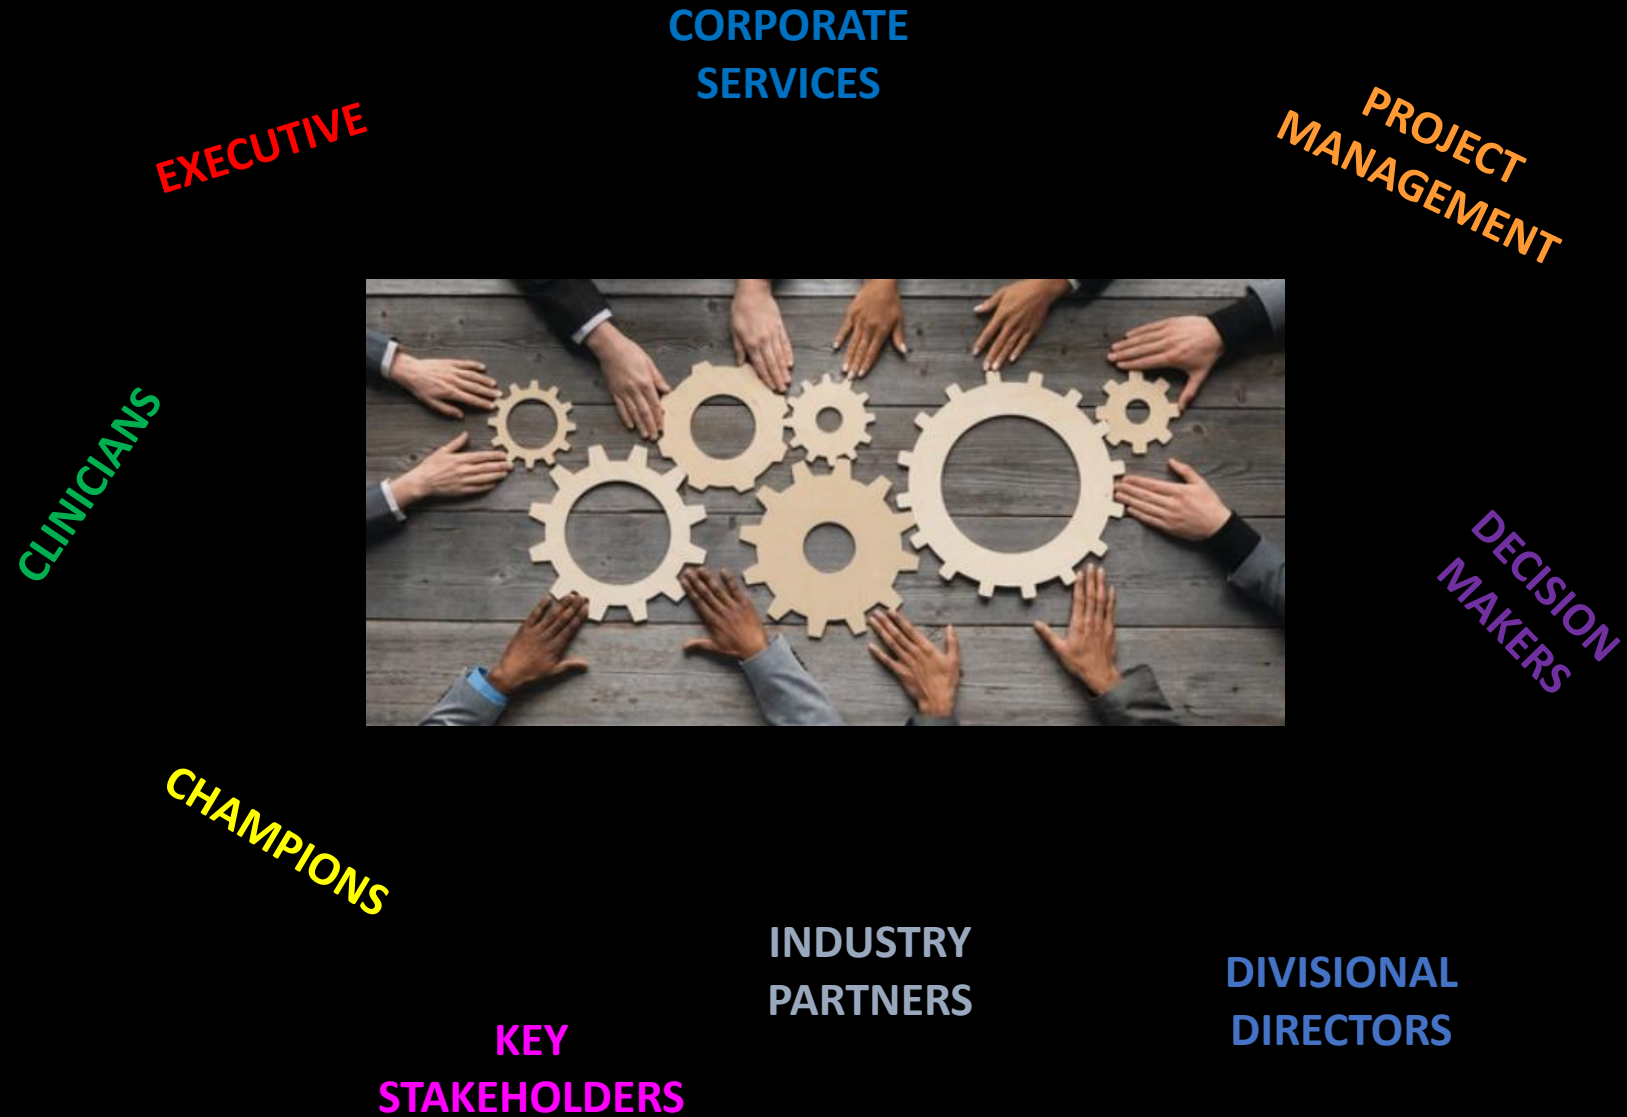 CORPORATE
SERVICES
EXECUTIVE
PROJECT
MANAGEMENT
CLINICIANS
DECISION
MAKERS
CHAMPIONS
INDUSTRY
PARTNERS
DIVISIONAL
DIRECTORS
KEY
STAKEHOLDERS